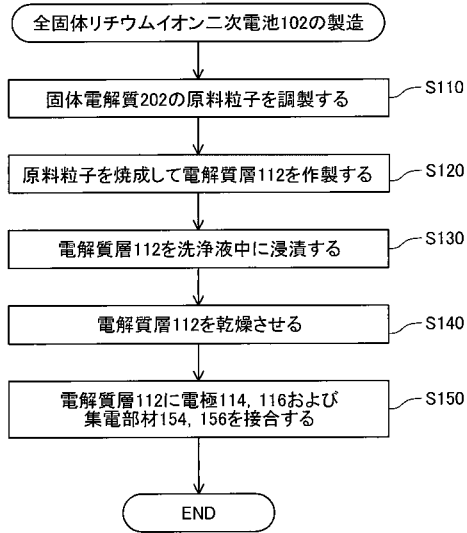 全固体リチウムイオン二次電池102の製造
S110
固体電解質202の原料粒子を調製する
S120
原料粒子を焼成して電解質層112を作製する
S130
電解質層112を洗浄液中に浸漬する
S140
電解質層112を乾燥させる
S150
電解質層112に電極114, 116および
集電部材154, 156を接合する
END